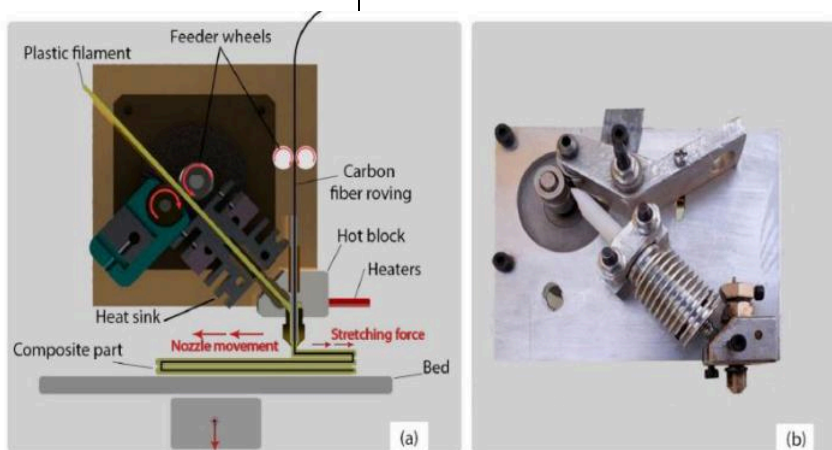 Feeder wheels
Plastic filament
Carbon
fiber roving
Hot block
Heaters
Heat sink
Nozzle movement
Stretching force
Composite part
Bed
(a)
(b)